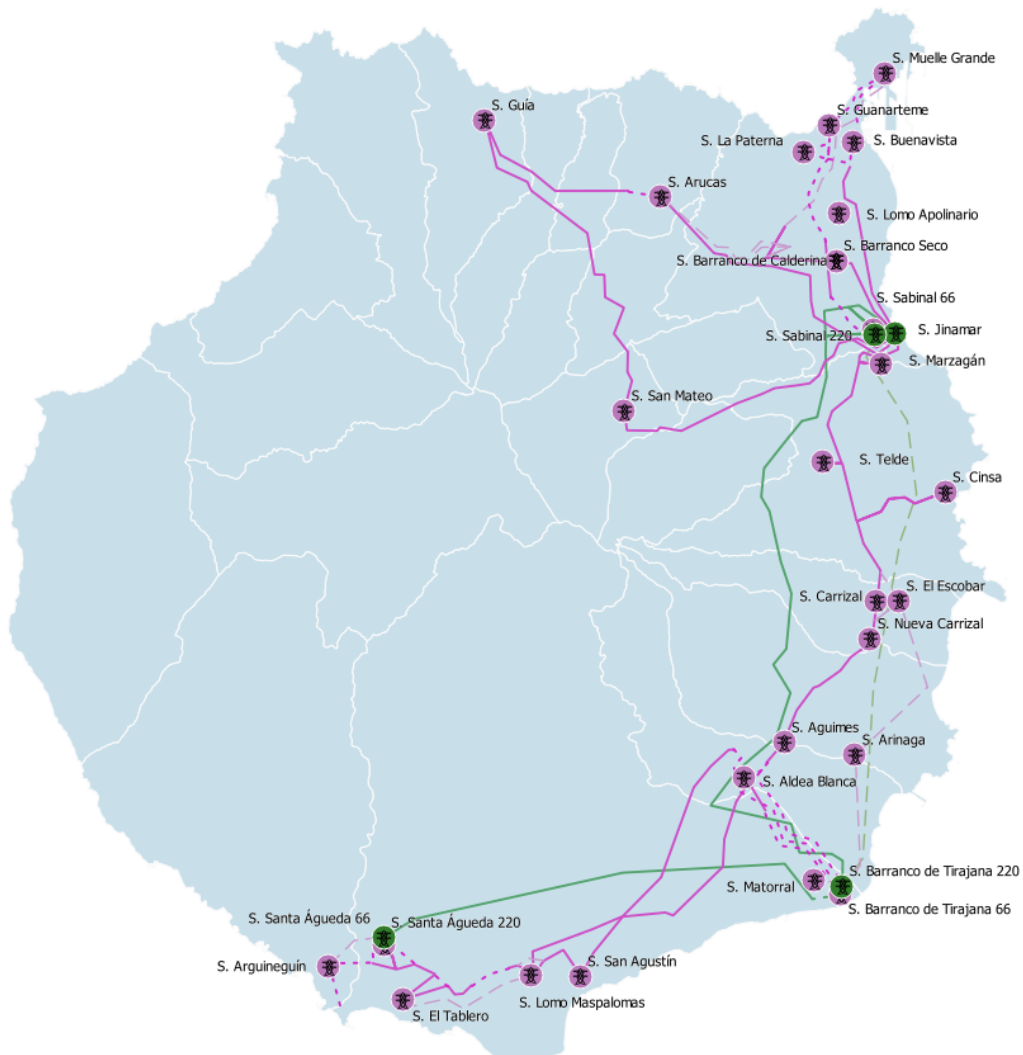 S. Muelle Grande
S. Guía
S. Guanarteme
S. La Paterna
S. Buenavista
S. Arucas
S. Lomo Apolinario
S. Barranco Seco
S. Barranco de Calderina
S. Sabinal 66
S. Sabinal 220
S. Jinamar
S. Marzagán
S. San Mateo
S. Telde
S. Cinsa
S. El Escobar
S. Carrizal
S. Nueva Carrizal
S. Aguimes
S. Arinaga
S. Aldea Blanca
S. Barranco de Tirajana 220
S. Matorral
S. Barranco de Tirajana 66
S. Santa Águeda 66
S. Santa Águeda 220
S. Arguineguín
S. San Agustín
S. Lomo Maspalomas
S. El Tablero